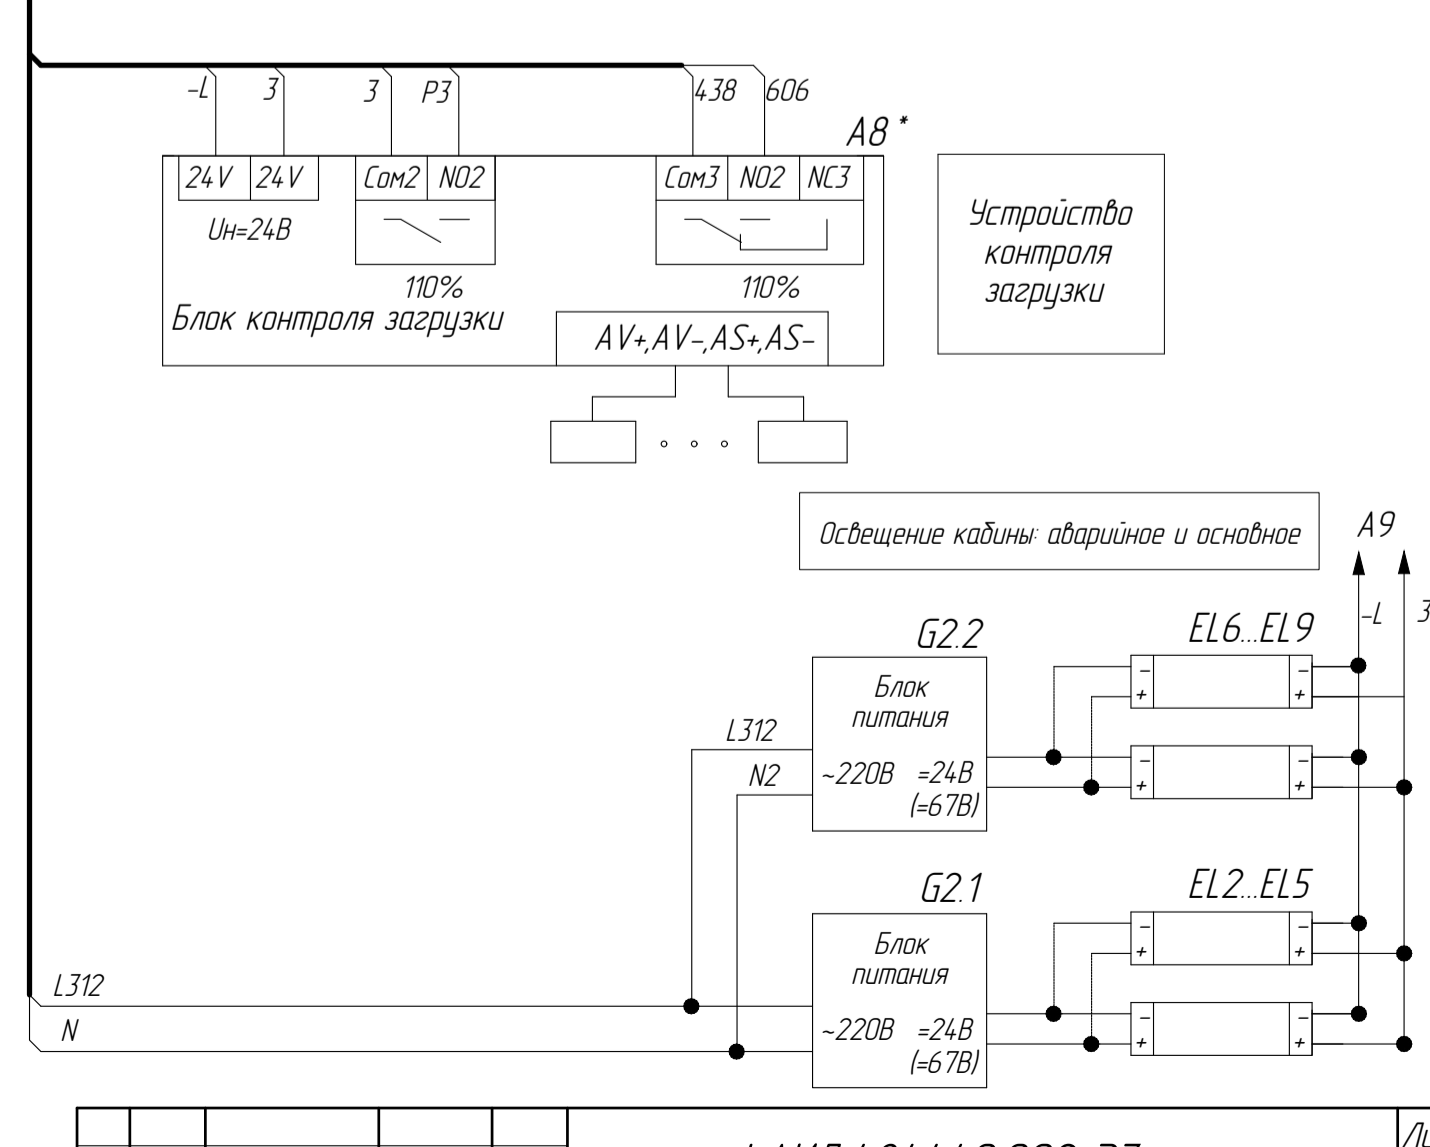 -L 3 3 P3 438 606
A8*
24V 24V Com2 NO2 Com3 NO2 NC3
Uн=24В
110% 110%
Блок контроля загрузки
AV+,AV-,AS+,AS-
Устройство
контроля
загрузки
Освещение кабины: аварийное и основное
A9
-L 3
G2.2
EL6...EL9
Блок
питания
- -
+ +
L312
N2
~220В =24В
(=67В)
- -
+ +
G2.1
EL2...EL5
Блок
питания
- -
+ +
L312
N
~220В =24В
(=67В)
- -
+ +